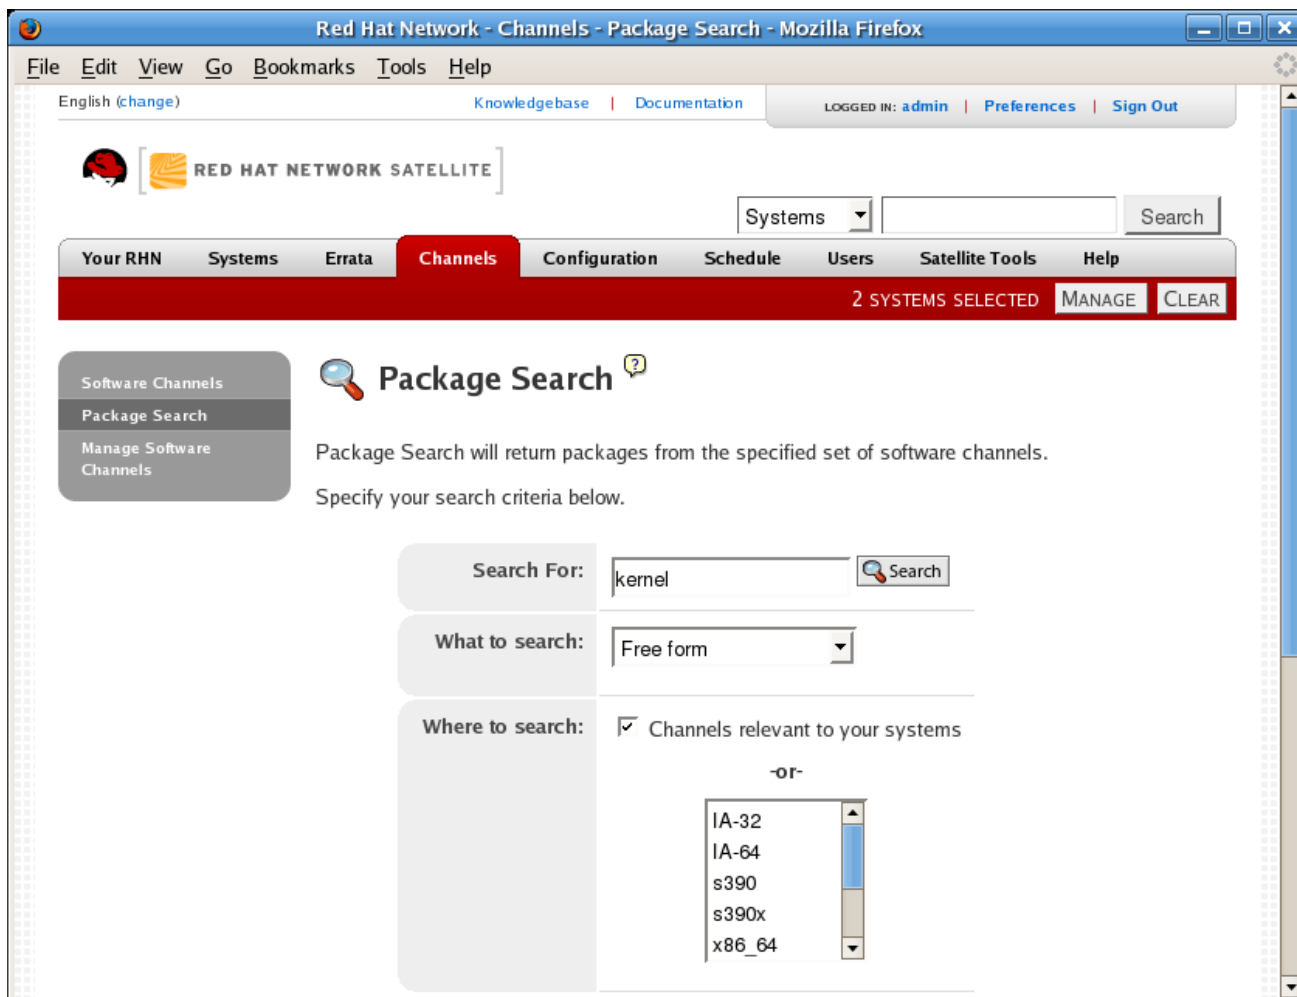 Red Hat Network - Channels - Package Search - Mozilla Firefox
File Edit View Go Bookmarks Tools Help
English (change) Knowledgebase | Documentation LOGGED IN: admin | Preferences | Sign Out
RED HAT NETWORK SATELLITE
Systems Search
Your RHN Systems Errata Channels Configuration Schedule Users Satellite Tools Help
2 SYSTEMS SELECTED MANAGE CLEAR
Software Channels
Package Search
Manage Software
Channels
Package Search ?
Package Search will return packages from the specified set of software channels.
Specify your search criteria below.
Search For: kernel Search
What to search: Free form
Where to search: Channels relevant to your systems
-or-
IA-32
IA-64
s390
s390x
x86_64